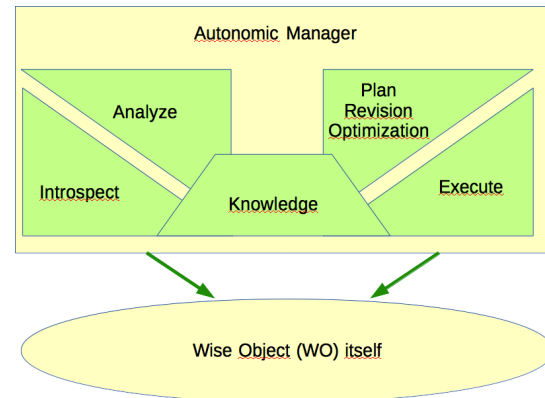 Autonomic Manager
Analyze
Plan
Revision
Optimization
Introspect
Knowledge
Execute
Wise Object (WO) itself